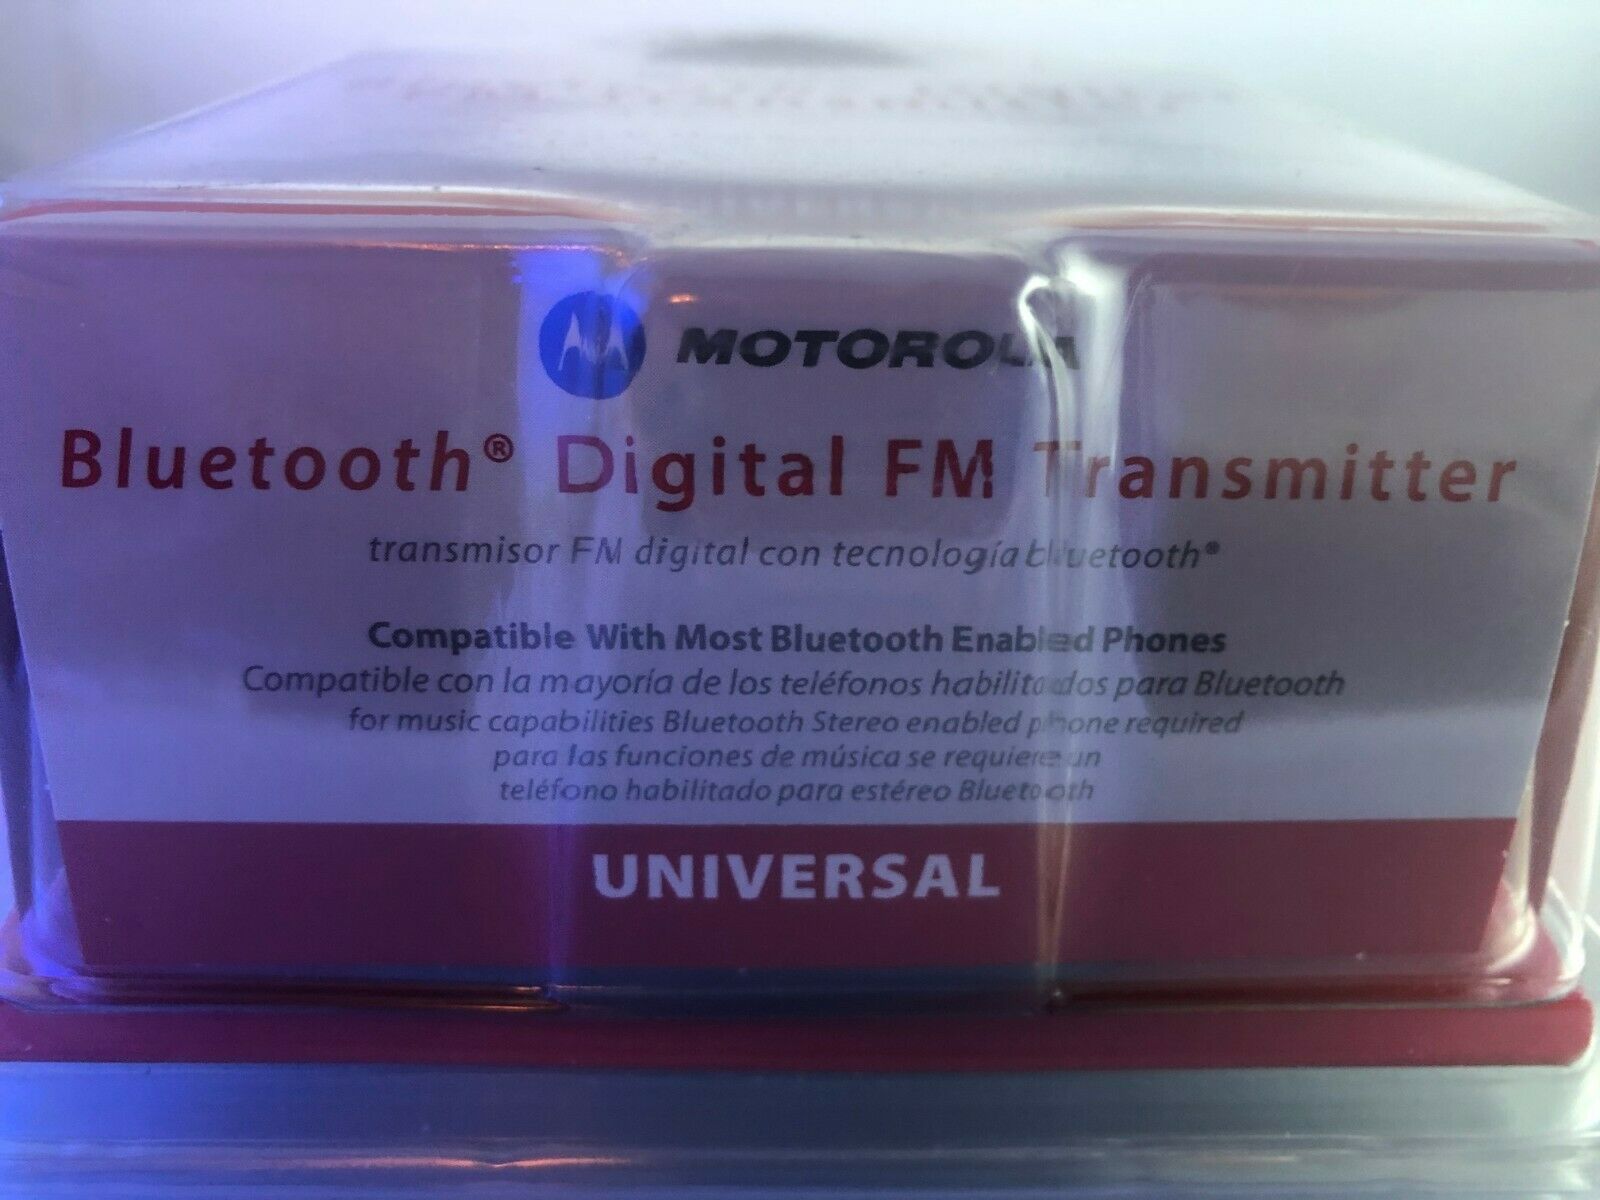 MOTOROLA
Bluetooth® Digital FM Transmitter
transmisor FM digital con tecnología bluetooth®
Compatible With Most Bluetooth Enabled Phones
Compatible con la mayoría de los teléfonos habilitados para Bluetooth
for music capabilities Bluetooth Stereo enabled phone required
para las funciones de música se requiere un
teléfono habilitado para estéreo Bluetooth
UNIVERSAL